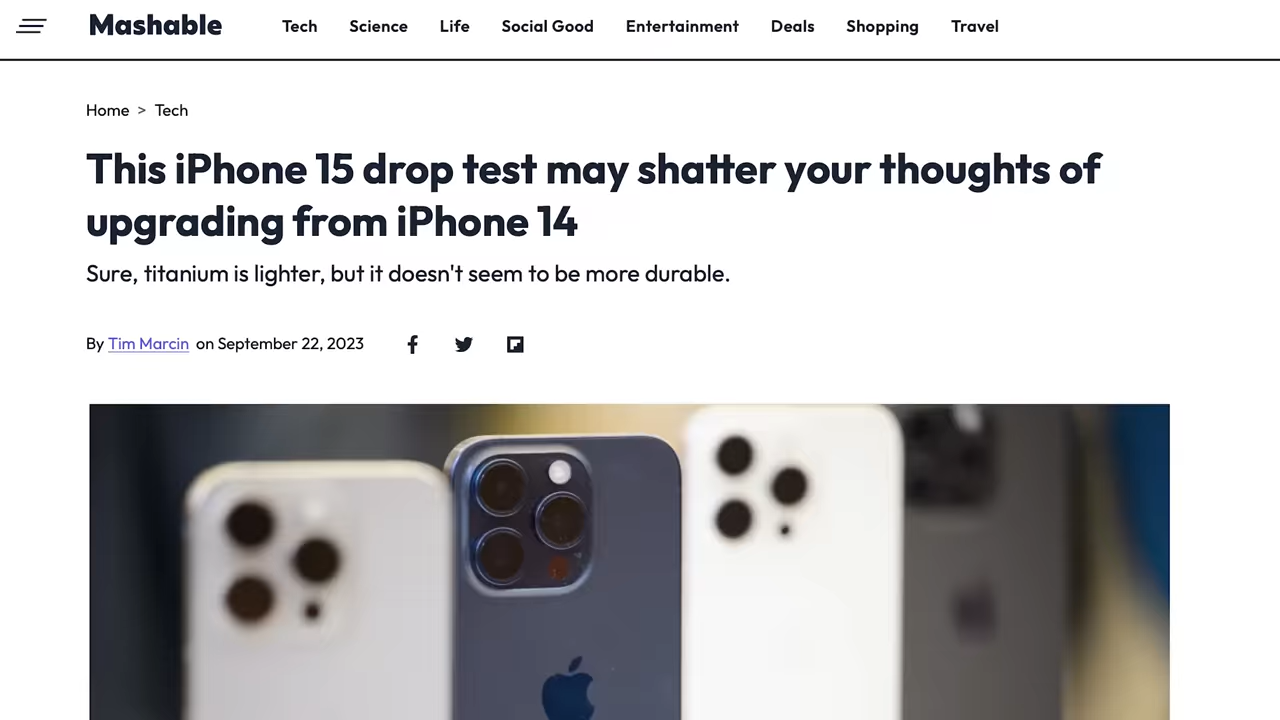 Mashable
Tech Science Life Social Good Entertainment Deals Shopping Travel
Home > Tech
This iPhone 15 drop test may shatter your thoughts of
upgrading from iPhone 14
Sure, titanium is lighter, but it doesn't seem to be more durable.
By Tim Marcin on September 22, 2023